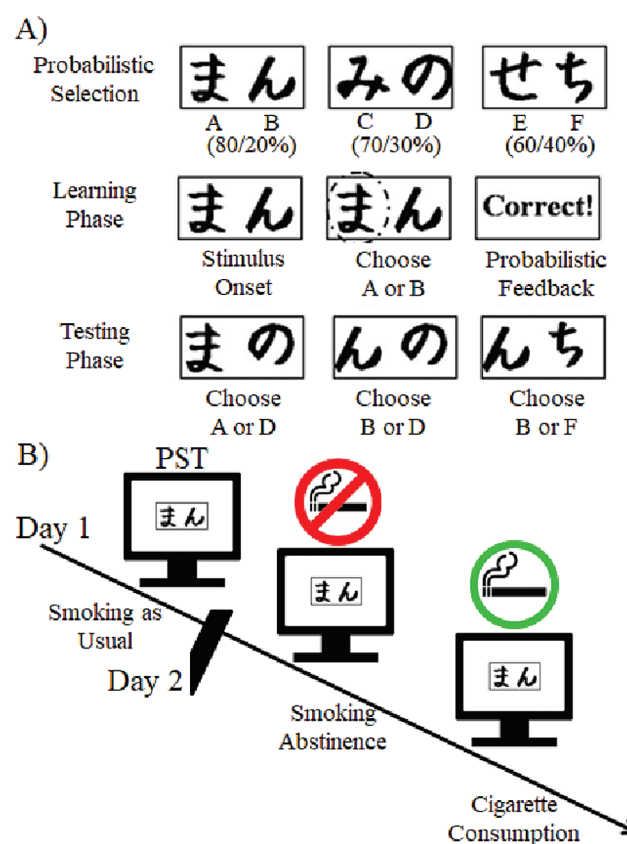 A)
Probabilistic Selection
まん
みの
せち
A B
C D
E F
(80/20%)
(70/30%)
(60/40%)
Learning Phase
まん
まん
Correct!
Stimulus Onset
Choose A or B
Probabilistic Feedback
Testing Phase
まの
んの
んち
Choose A or D
Choose B or D
Choose B or F
B)
PST
まん
Day 1
Smoking as Usual
まん
Day 2
Smoking Abstinence
まん
Cigarette Consumption